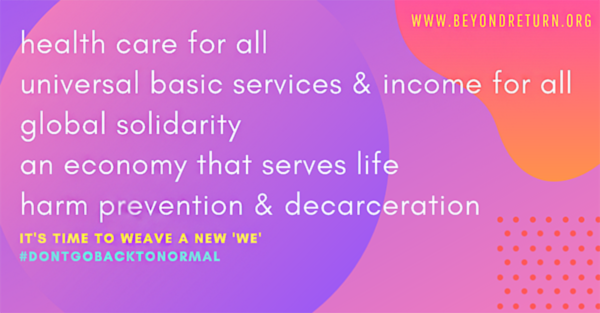 WWW.BEYONDRETURN.ORG
health care for all
universal basic services & income for all
global solidarity
an economy that serves life
harm prevention & decarceration
IT'S TIME TO WEAVE A NEW 'WE'
#DONTGOBACKTONORMAL